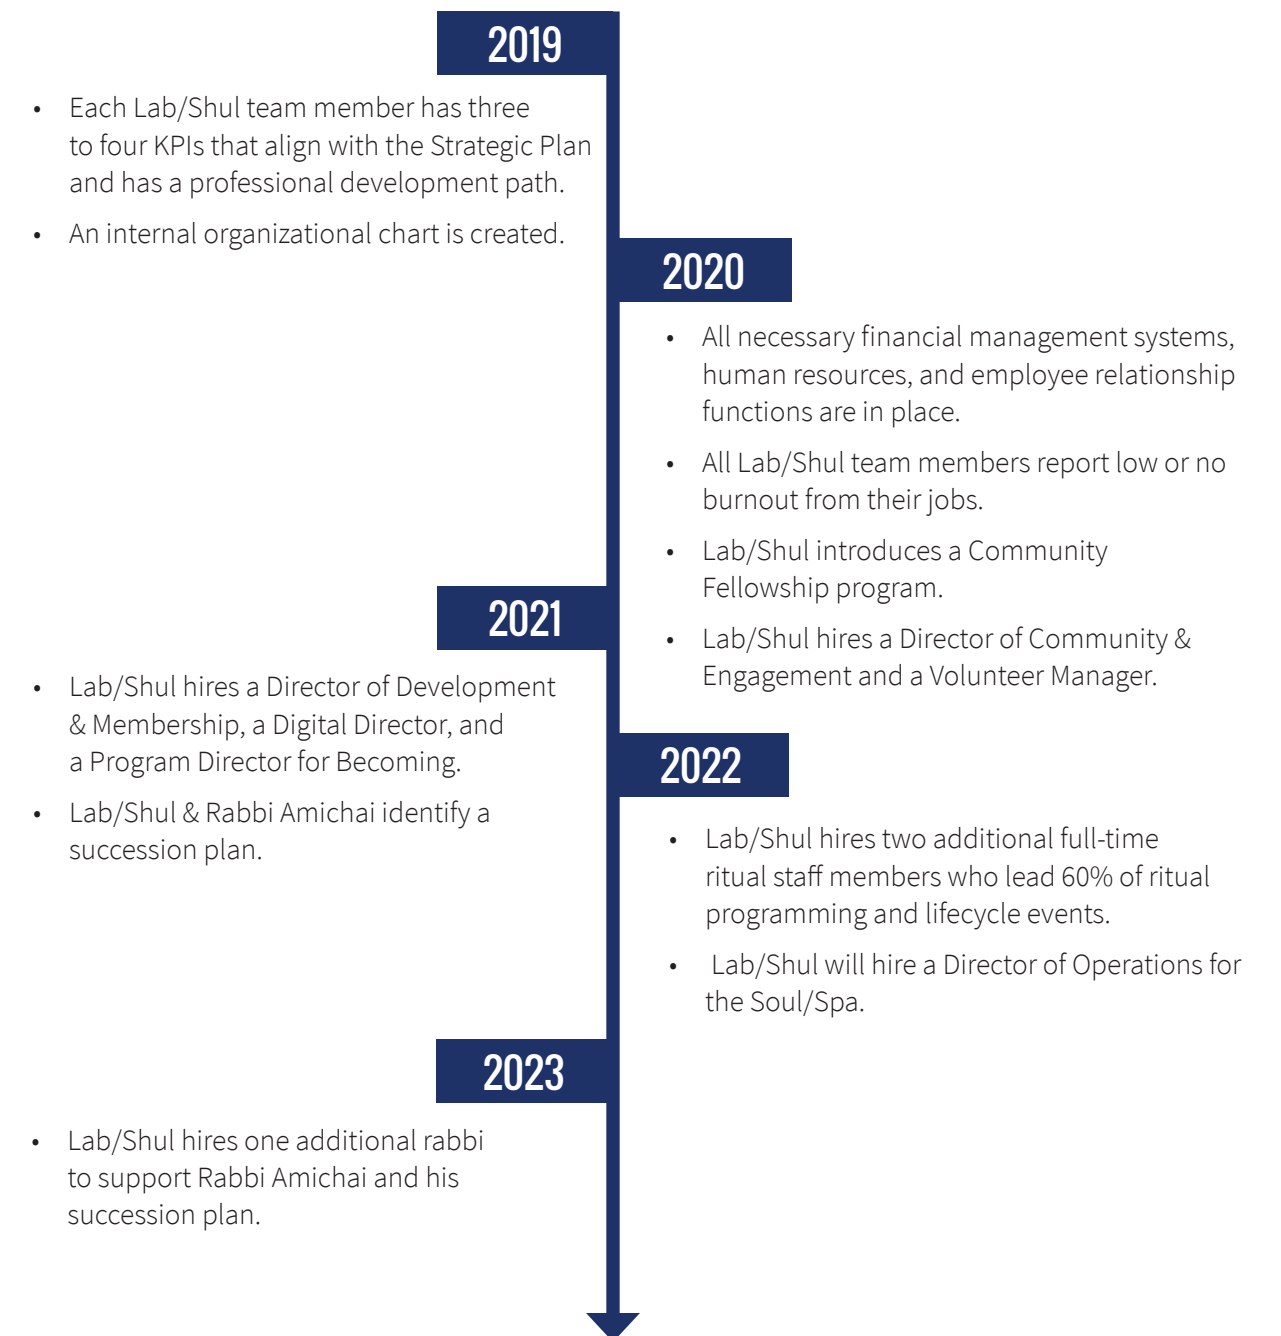 2019
• Each Lab/Shul team member has three
to four KPIs that align with the Strategic Plan
and has a professional development path.
• An internal organizational chart is created.
2020
• All necessary financial management systems,
human resources, and employee relationship
functions are in place.
• All Lab/Shul team members report low or no
burnout from their jobs.
• Lab/Shul introduces a Community
Fellowship program.
• Lab/Shul hires a Director of Community &
Engagement and a Volunteer Manager.
2021
• Lab/Shul hires a Director of Development
& Membership, a Digital Director, and
a Program Director for Becoming.
• Lab/Shul & Rabbi Amichai identify a
succession plan.
2022
• Lab/Shul hires two additional full-time
ritual staff members who lead 60% of ritual
programming and lifecycle events.
• Lab/Shul will hire a Director of Operations for
the Soul/Spa.
2023
• Lab/Shul hires one additional rabbi
to support Rabbi Amichai and his
succession plan.